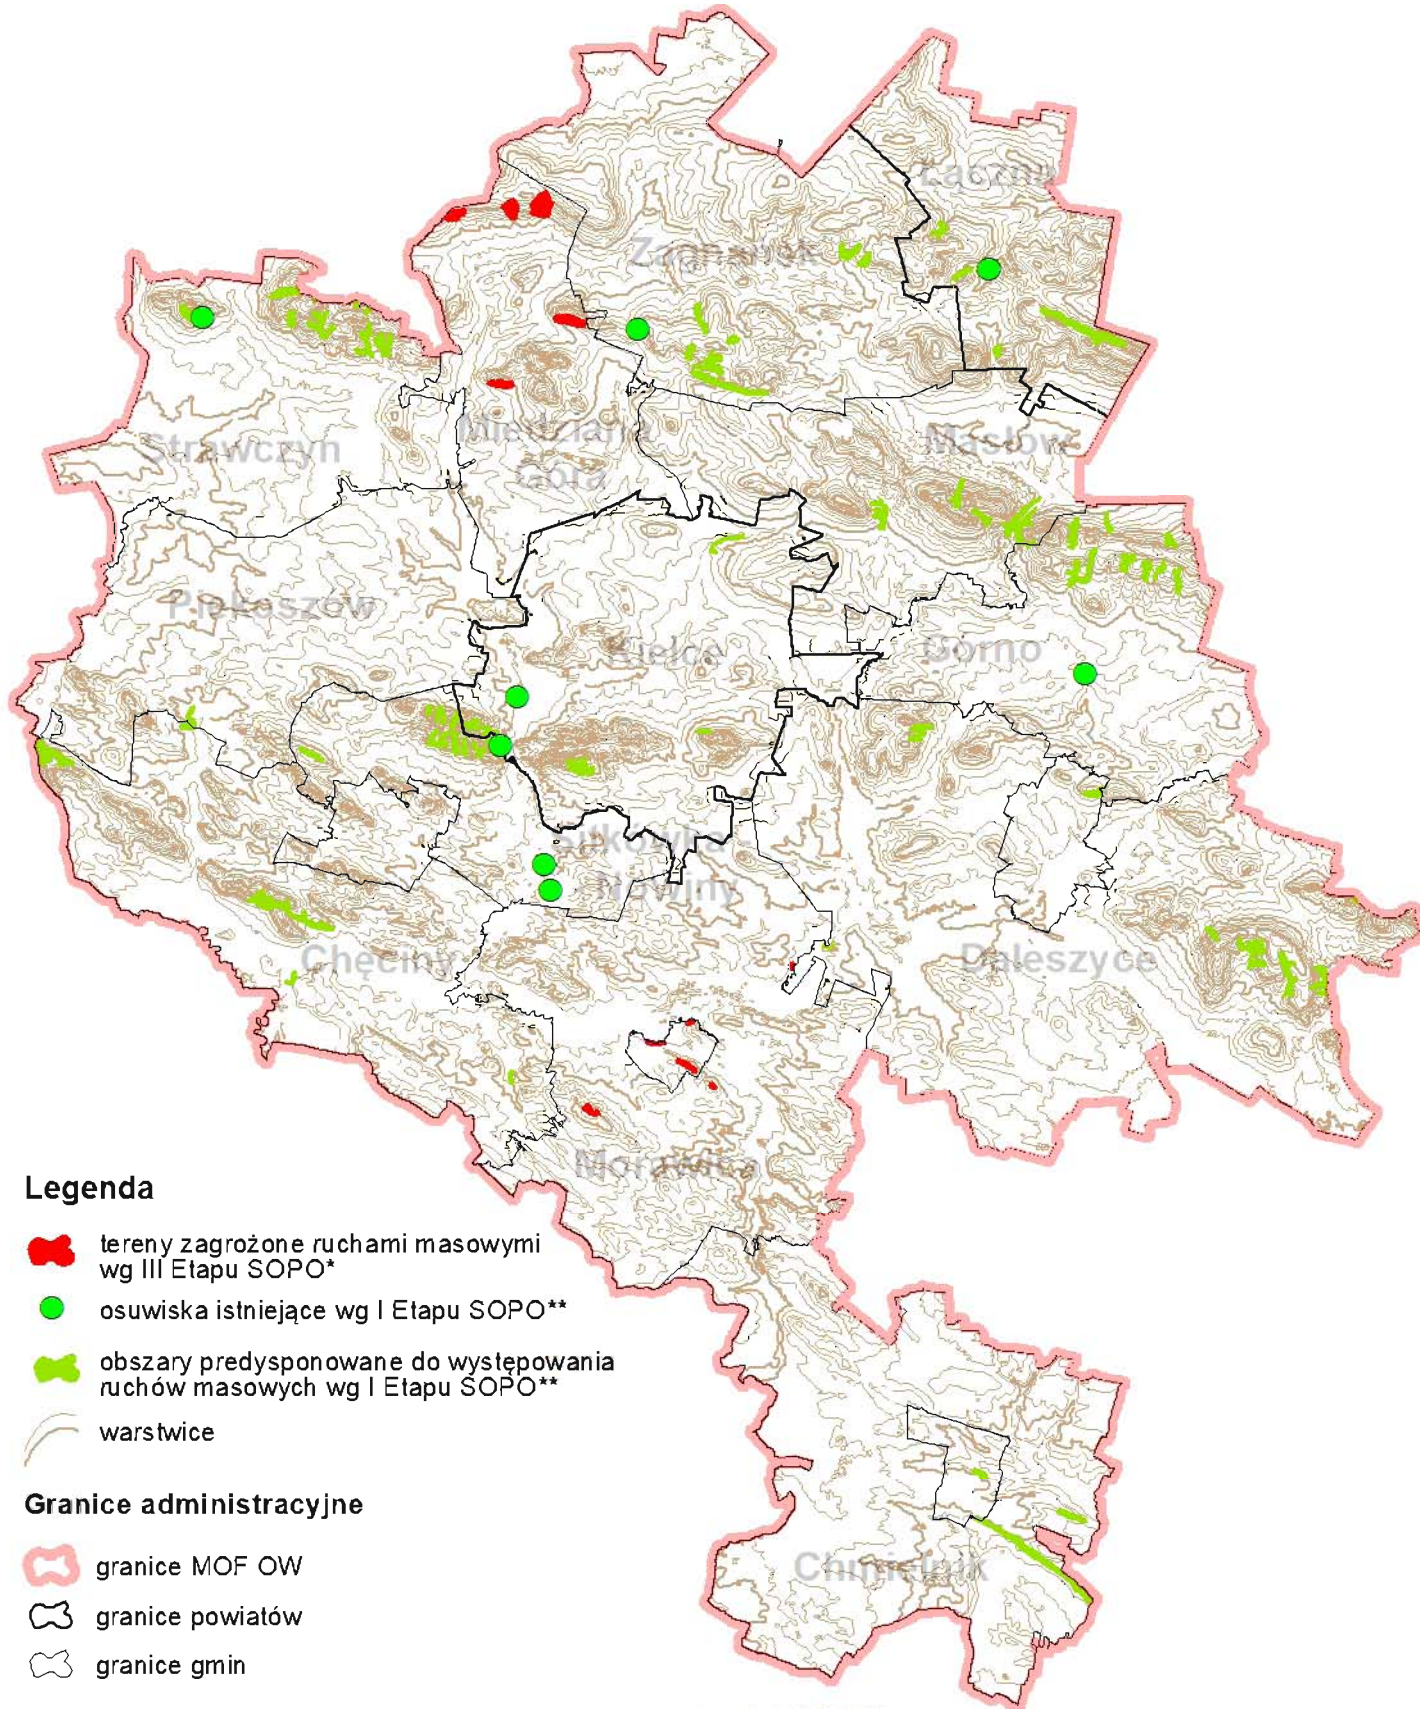 Łączna
Zagnańsk
Strawczyn
Miedziana
Góra
Masłów
Piekoszów
Kielce
Górno
Sitkówka -
Nowiny
Chęciny
Daleszyce
Morawica
Chmielnik
Legenda
tereny zagrożone ruchami masowymi
wg III Etapu SOPO*
osuwiska istniejące wg I Etapu SOPO**
obszary predysponowane do występowania
ruchów masowych wg I Etapu SOPO**
warstwice
Granice administracyjne
granice MOF OW
granice powiatów
granice gmin